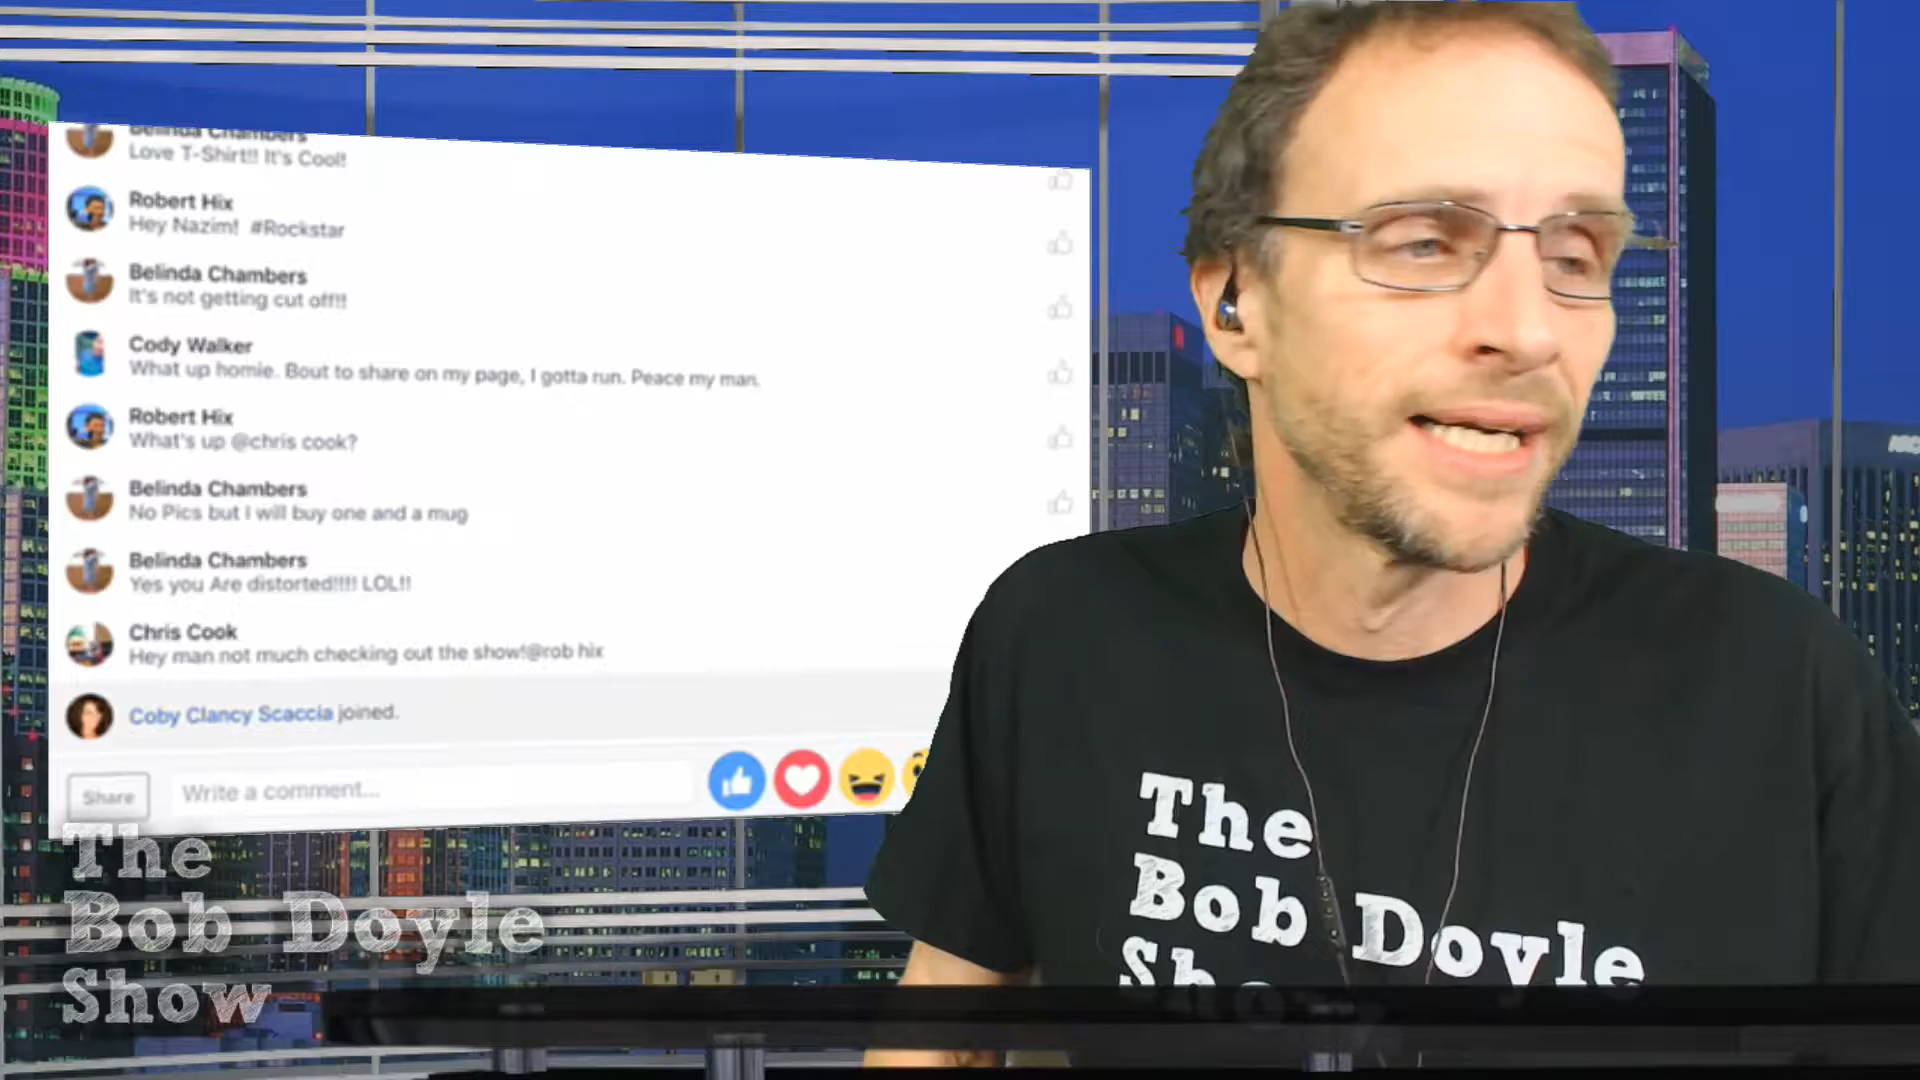 Belinda Chambers
Love T-Shirt!! It's Cool!
Robert Hix
Hey Nazim! #Rockstar
Belinda Chambers
It's not getting cut off!!
Cody Walker
What up homie. Bout to share on my page, I gotta run. Peace my man.
Robert Hix
What's up @chris cook?
Belinda Chambers
No Pics but I will buy one and a mug
Belinda Chambers
Yes you Are distorted!!!! LOL!!
Chris Cook
Hey man not much checking out the show!@rob hix
Coby Clancy Scaccia joined.
Share
Write a comment...
The
Bob Doyle
Show
The
Bob Doyle
Show